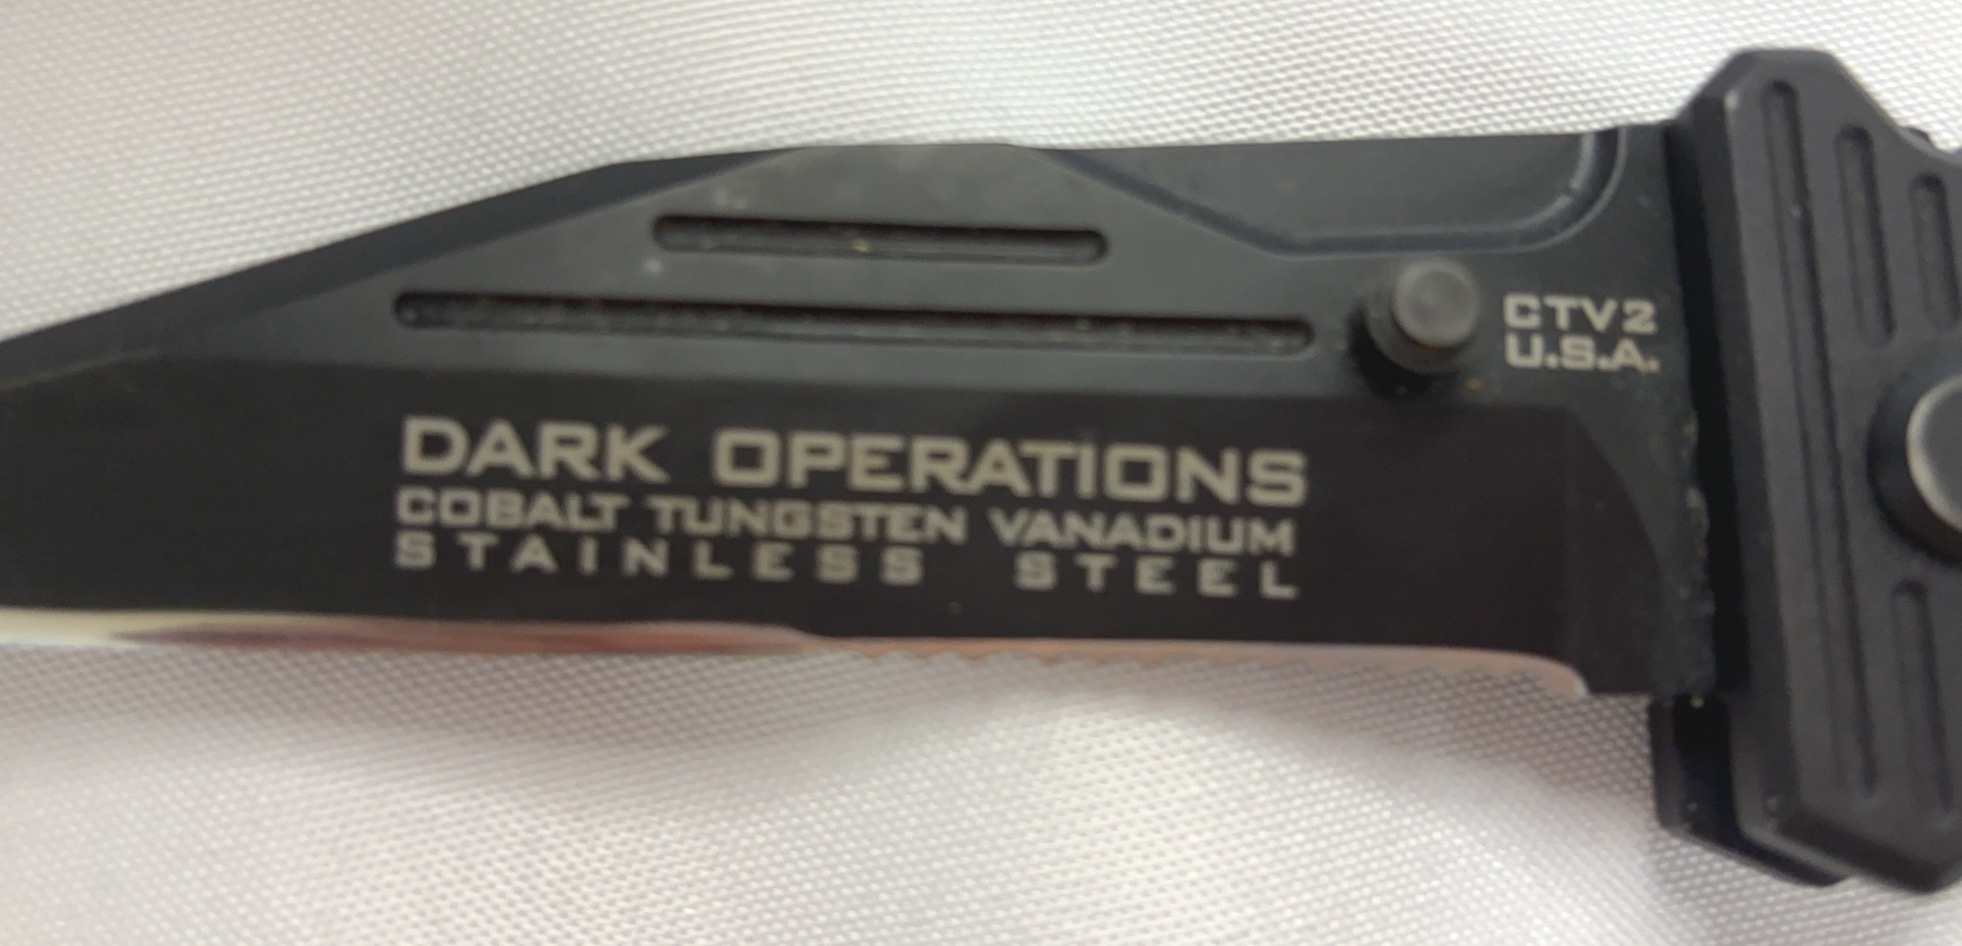 CTV2
U.S.A.
DARK OPERATIONS
COBALT TUNGSTEN VANADIUM
STAINLESS STEEL